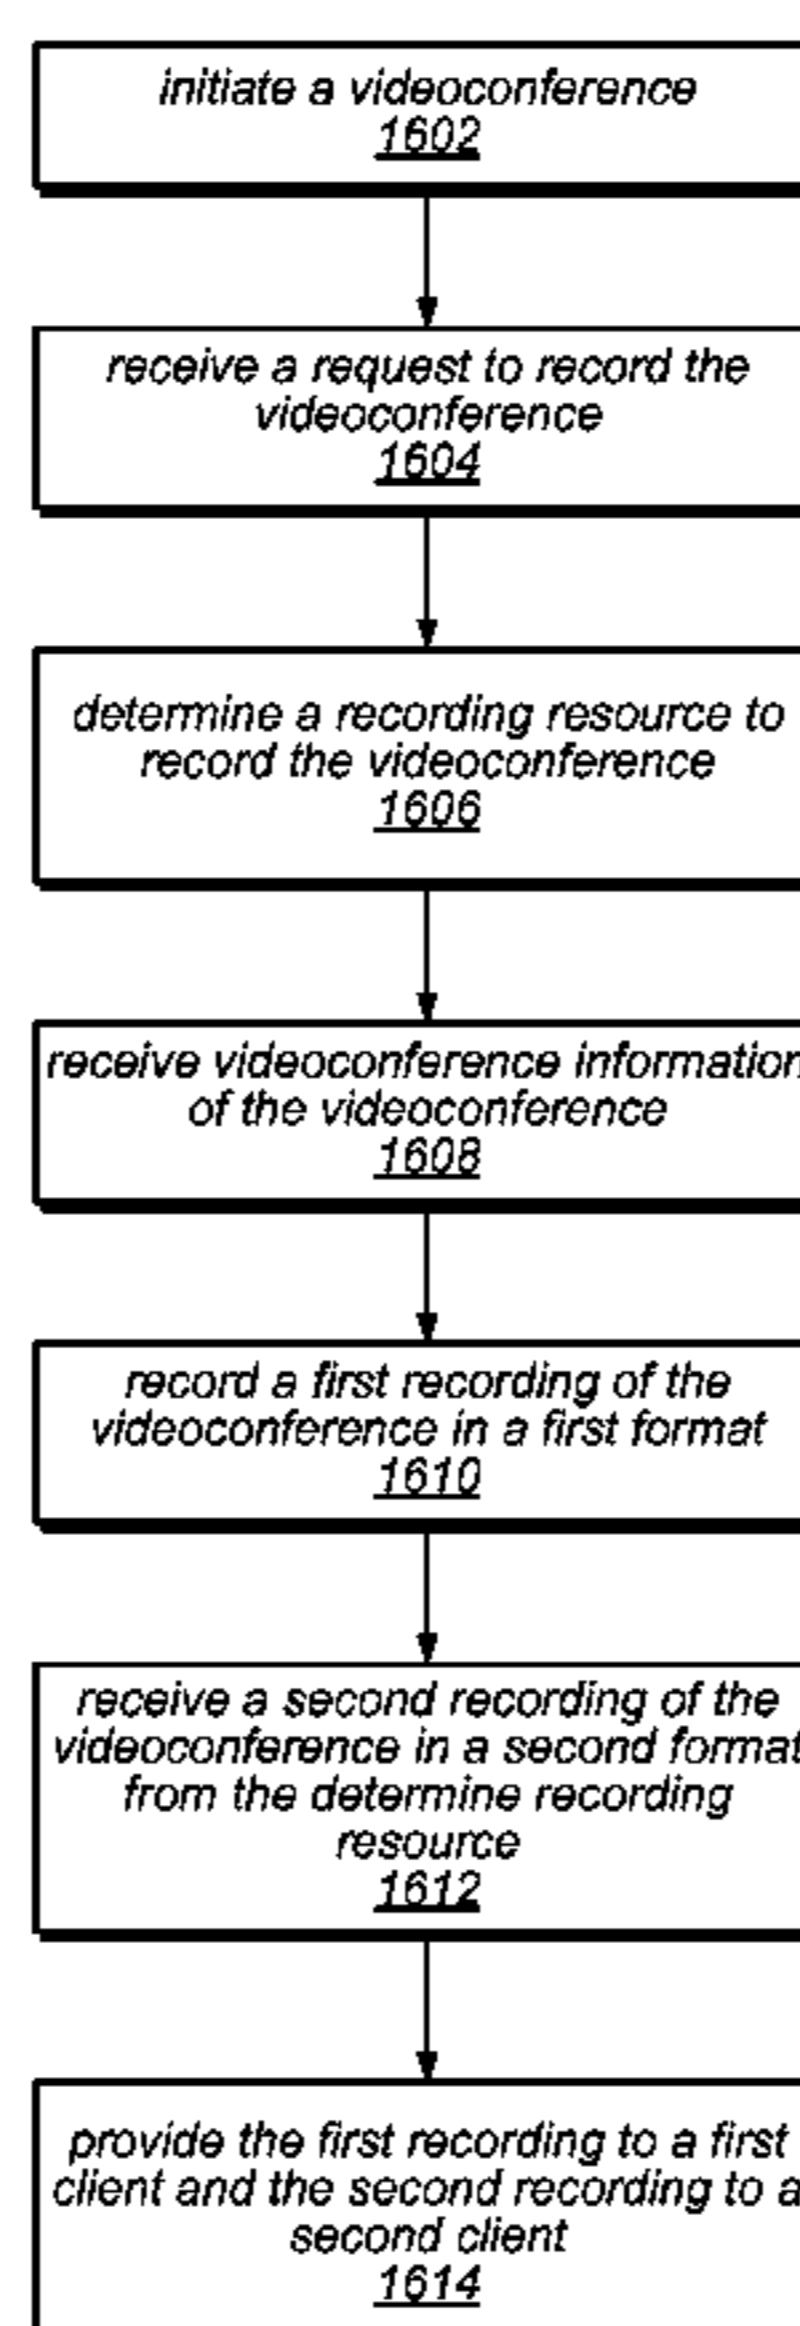 initiate a videoconference
1602
receive a request to record the
videoconference
1604
determine a recording resource to
record the videoconference
1606
receive videoconference information
of the videoconference
1608
record a first recording of the
videoconference in a first format
1610
receive a second recording of the
videoconference in a second format
from the determine recording
resource
1612
provide the first recording to a first
client and the second recording to a
second client
1614